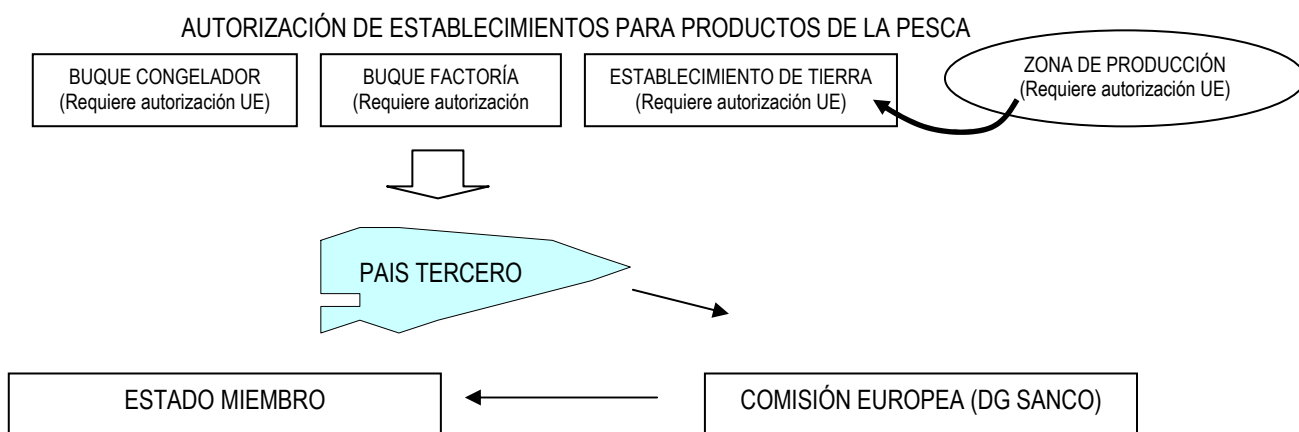 AUTORIZACIÓN DE ESTABLECIMIENTOS PARA PRODUCTOS DE LA PESCA
BUQUE CONGELADOR
(Requiere autorización UE)
BUQUE FACTORÍA
(Requiere autorización
ESTABLECIMIENTO DE TIERRA
(Requiere autorización UE)
ZONA DE PRODUCCIÓN
(Requiere autorización UE)
PAIS TERCERO
ESTADO MIEMBRO
COMISIÓN EUROPEA (DG SANCO)